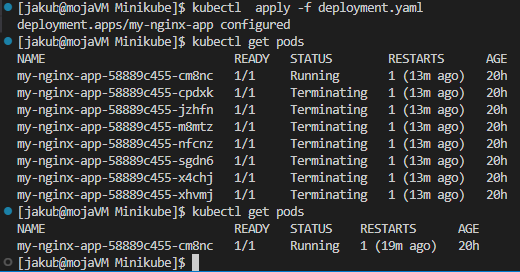 [jakub@mojaVM Minikube]$ kubectl  apply -f deployment.yaml
deployment.apps/my-nginx-app configured
[jakub@mojaVM Minikube]$ kubectl get pods
NAME                            READY   STATUS        RESTARTS      AGE
my-nginx-app-58889c455-cm8nc   1/1     Running       1 (13m ago)   20h
my-nginx-app-58889c455-cpdxk   1/1     Terminating   1 (13m ago)   20h
my-nginx-app-58889c455-jzhfn   1/1     Terminating   1 (13m ago)   20h
my-nginx-app-58889c455-m8mtz   1/1     Terminating   1 (13m ago)   20h
my-nginx-app-58889c455-nfcnz   1/1     Terminating   1 (13m ago)   20h
my-nginx-app-58889c455-sgdn6   1/1     Terminating   1 (13m ago)   20h
my-nginx-app-58889c455-x4chj   1/1     Terminating   1 (13m ago)   20h
my-nginx-app-58889c455-xhvmj   1/1     Terminating   1 (13m ago)   20h
[jakub@mojaVM Minikube]$ kubectl get pods
NAME                            READY   STATUS    RESTARTS      AGE
my-nginx-app-58889c455-cm8nc   1/1     Running   1 (19m ago)   20h
[jakub@mojaVM Minikube]$